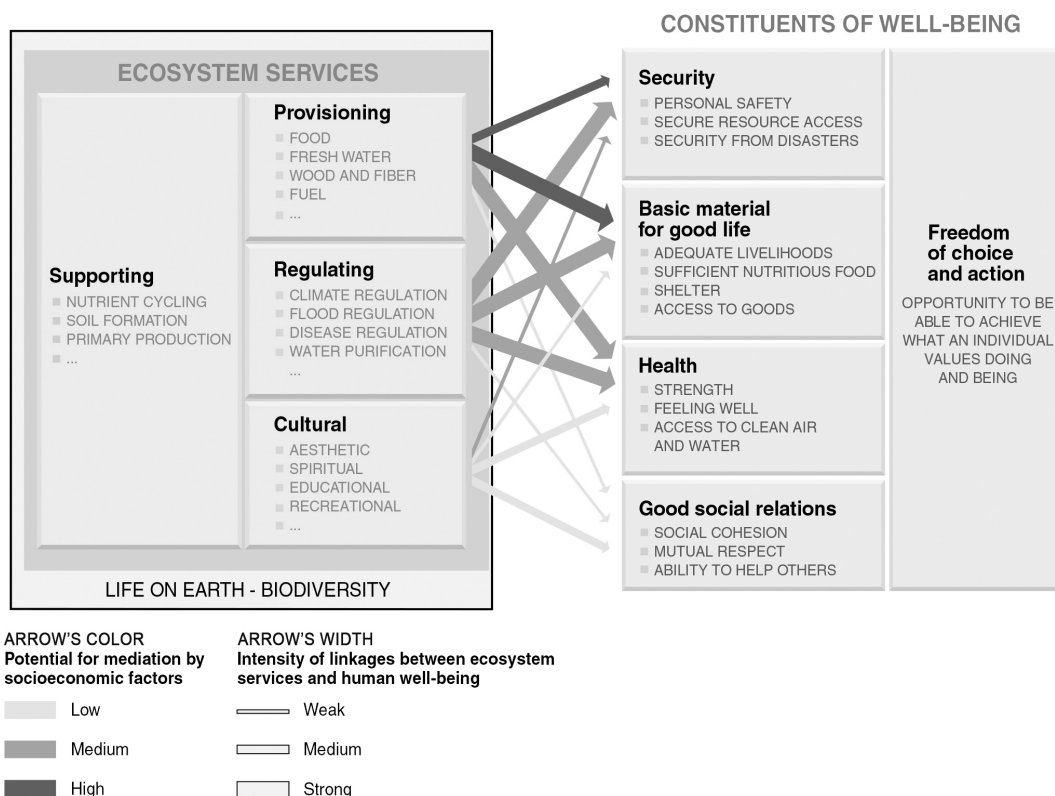 CONSTITUENTS OF WELL-BEING
ECOSYSTEM SERVICES
Supporting
NUTRIENT CYCLING
SOIL FORMATION
PRIMARY PRODUCTION
...
Provisioning
FOOD
FRESH WATER
WOOD AND FIBER
FUEL
...
Regulating
CLIMATE REGULATION
FLOOD REGULATION
DISEASE REGULATION
WATER PURIFICATION
...
Cultural
AESTHETIC
SPIRITUAL
EDUCATIONAL
RECREATIONAL
...
LIFE ON EARTH - BIODIVERSITY
Security
PERSONAL SAFETY
SECURE RESOURCE ACCESS
SECURITY FROM DISASTERS
Basic material
for good life
ADEQUATE LIVELIHOODS
SUFFICIENT NUTRITIOUS FOOD
SHELTER
ACCESS TO GOODS
Health
STRENGTH
FEELING WELL
ACCESS TO CLEAN AIR
AND WATER
Good social relations
SOCIAL COHESION
MUTUAL RESPECT
ABILITY TO HELP OTHERS
Freedom
of choice
and action
OPPORTUNITY TO BE
ABLE TO ACHIEVE
WHAT AN INDIVIDUAL
VALUES DOING
AND BEING
ARROW'S COLOR
Potential for mediation by
socioeconomic factors
Low
Medium
High
ARROW'S WIDTH
Intensity of linkages between ecosystem
services and human well-being
Weak
Medium
Strong